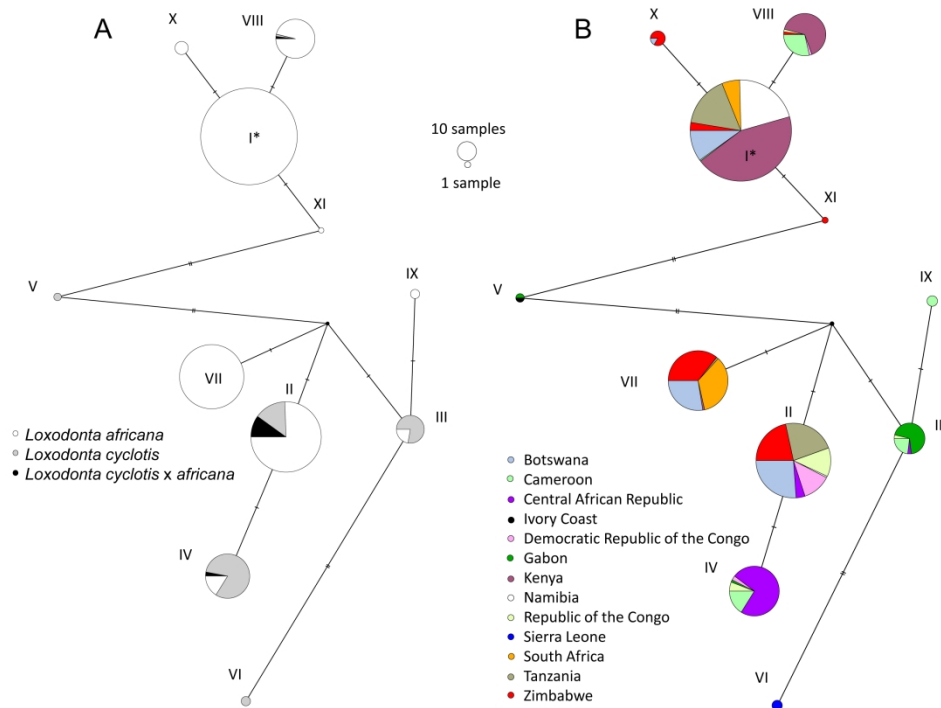 A
X
VIII
I*
XI
V
IX
VII
II
III
IV
VI
Loxodonta africana
Loxodonta cyclotis
Loxodonta cyclotis x africana
10 samples
1 sample
B
X
VIII
I*
XI
V
IX
VII
II
II
IV
VI
Botswana
Cameroon
Central African Republic
Ivory Coast
Democratic Republic of the Congo
Gabon
Kenya
Namibia
Republic of the Congo
Sierra Leone
South Africa
Tanzania
Zimbabwe